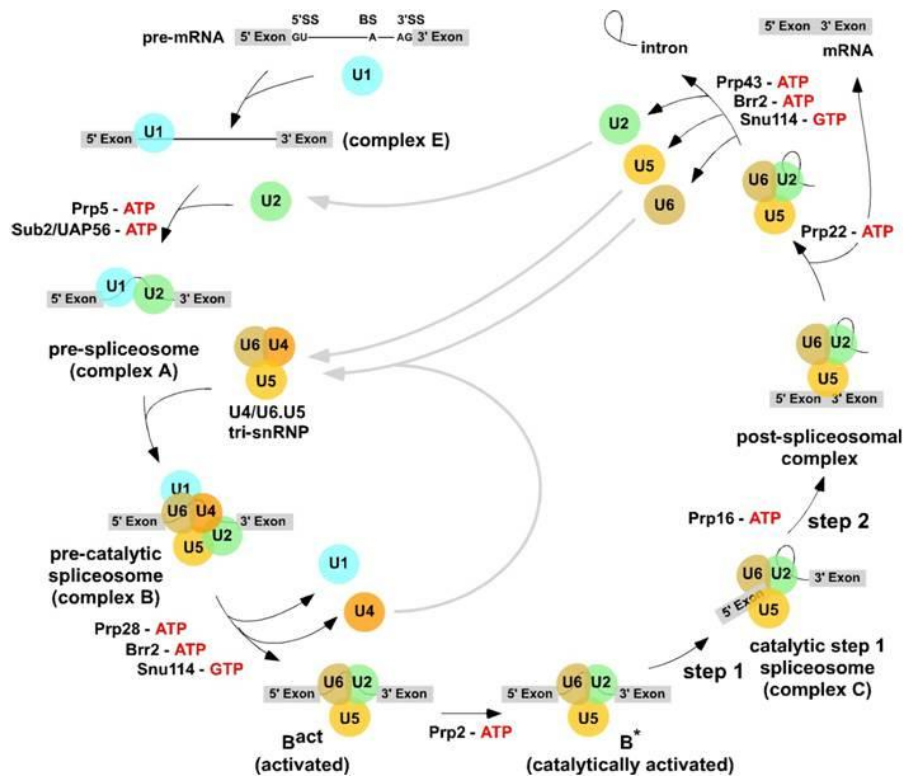 5'SS BS 3'SS
pre-mRNA 5' Exon GU A AG 3' Exon
U1
5' Exon U1 3' Exon (complex E)
U2
Prp5 - ATP
Sub2/UAP56 - ATP
U1 U2
5' Exon 3' Exon
pre-spliceosome
(complex A)
U6 U4
U5
U4/U6.U5
tri-snRNP
U1
U6 U4
5' Exon 3' Exon
U5 U2
pre-catalytic
spliceosome
(complex B)
U1
U4
Prp28 - ATP
Brr2 - ATP
Snu114 - GTP
U6 U2
5' Exon 3' Exon
U5
Bact
(activated)
Prp2 - ATP
U6 U2
5' Exon 3' Exon
U5
B*
(catalytically activated)
step 1
U6 U2
3' Exon
5' Exon
U5
catalytic step 1
spliceosome
(complex C)
Prp16 - ATP
step 2
U6 U2
U5
5' Exon 3' Exon
post-spliceosomal
complex
Prp22 - ATP
U6 U2
U5
5' Exon 3' Exon
mRNA
intron
Prp43 - ATP
Brr2 - ATP
Snu114 - GTP
U2
U5
U6